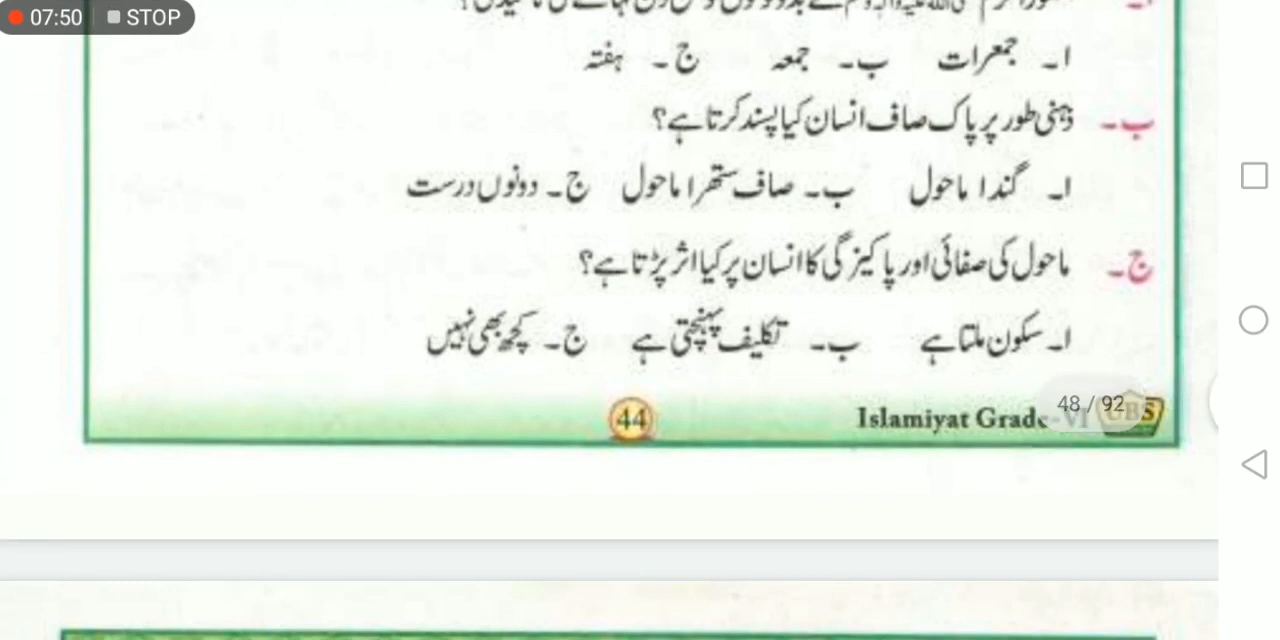 07:50 STOP
ا۔ جمعرات ب۔ جمعہ ج۔ ہفتہ
ب۔ ذہنی طور پر پاک صاف انسان کیا پسند کرتا ہے؟
ا۔ گندا ماحول ب۔ صاف ستھرا ماحول ج۔ دونوں درست
ج۔ ماحول کی صفائی اور پاکیزگی کا انسان پر کیا اثر پڑتا ہے؟
ا۔ سکون ملتا ہے ب۔ تکلیف پہنچتی ہے ج۔ کچھ بھی نہیں
44 Islamiyat Grade-VI GBS
48 / 92